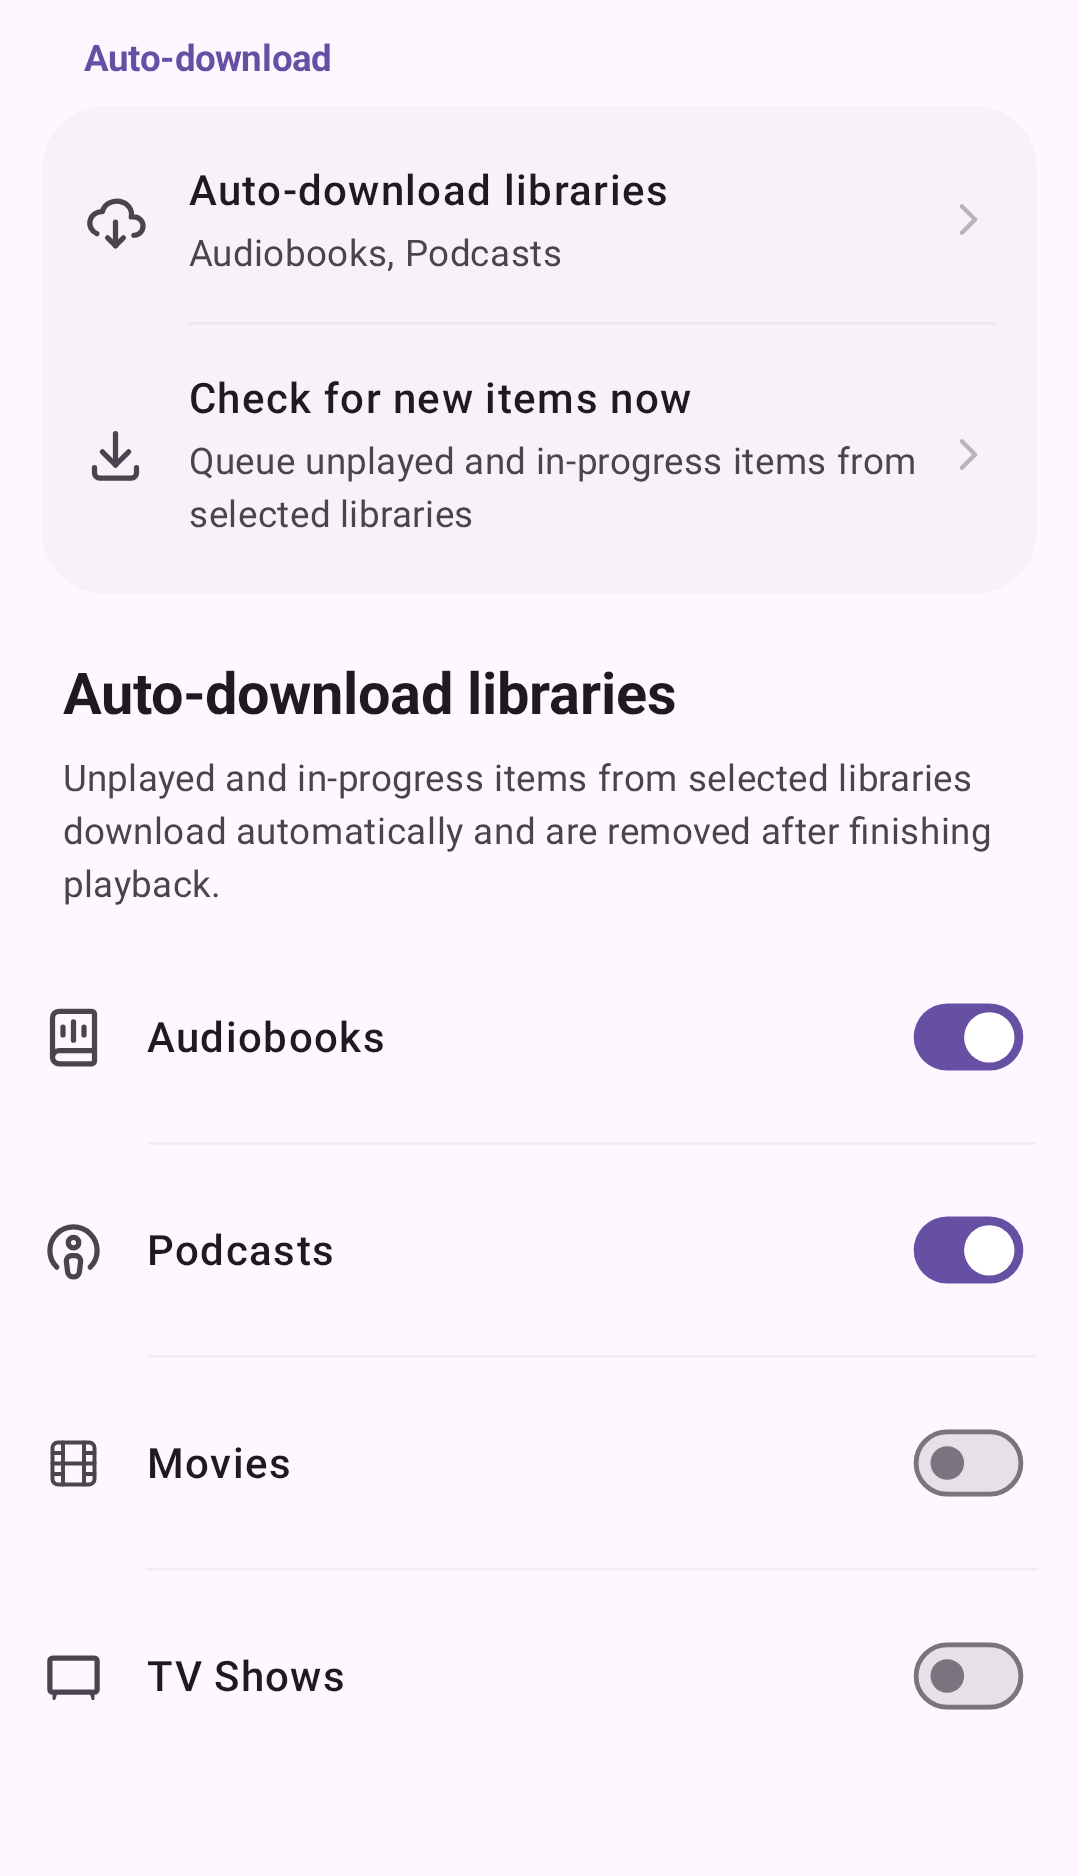 Auto-download
Auto-download libraries
Audiobooks, Podcasts
Check for new items now
Queue unplayed and in-progress items from
selected libraries
Auto-download libraries
Unplayed and in-progress items from selected libraries
download automatically and are removed after finishing
playback.
Audiobooks
Podcasts
Movies
TV Shows